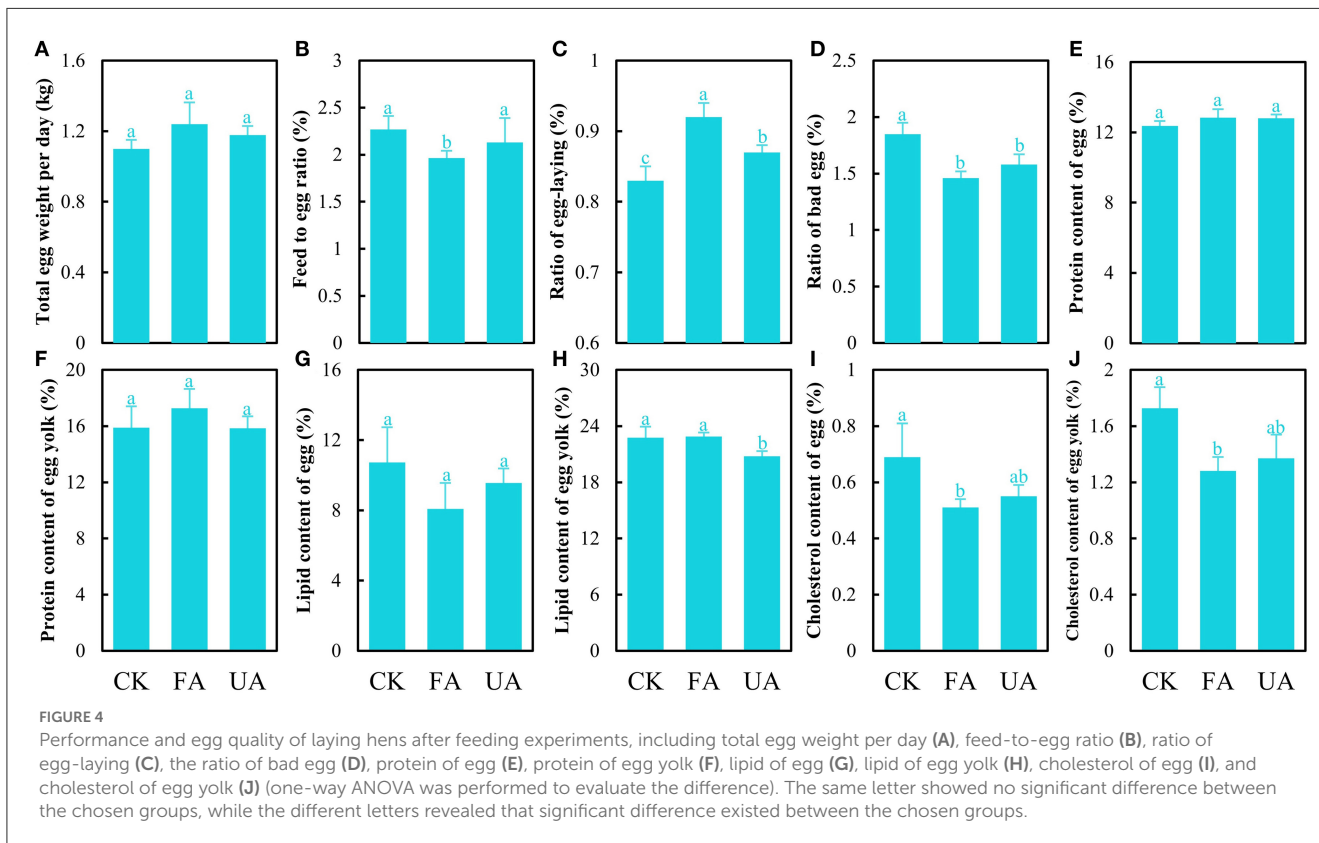 A
Total egg weight per day (kg)
1.6
1.2
0.8
0.4
0
a
a
a
B
Feed to egg ratio (%)
3
2.5
2
1.5
1
0.5
0
a
b
a
C
Ratio of egg-laying (%)
1
0.9
0.8
0.7
0.6
c
a
b
D
Ratio of bad egg (%)
2.5
2
1.5
1
0.5
0
a
b
b
E
Protein content of egg (%)
16
12
8
4
0
a
a
a
F
Protein content of egg yolk (%)
20
16
12
8
4
0
a
a
a
CK FA UA
G
Lipid content of egg (%)
16
12
8
4
0
a
a
a
CK FA UA
H
Lipid content of egg yolk (%)
30
24
18
12
6
0
a
a
b
CK FA UA
I
Cholesterol content of egg (%)
1
0.8
0.6
0.4
0.2
0
a
b
ab
CK FA UA
J
Cholesterol content of egg yolk (%)
2
1.6
1.2
0.8
0.4
0
a
b
ab
CK FA UA
FIGURE 4
Performance and egg quality of laying hens after feeding experiments, including total egg weight per day (A), feed-to-egg ratio (B), ratio of
egg-laying (C), the ratio of bad egg (D), protein of egg (E), protein of egg yolk (F), lipid of egg (G), lipid of egg yolk (H), cholesterol of egg (I), and
cholesterol of egg yolk (J) (one-way ANOVA was performed to evaluate the difference). The same letter showed no significant difference between
the chosen groups, while the different letters revealed that significant difference existed between the chosen groups.